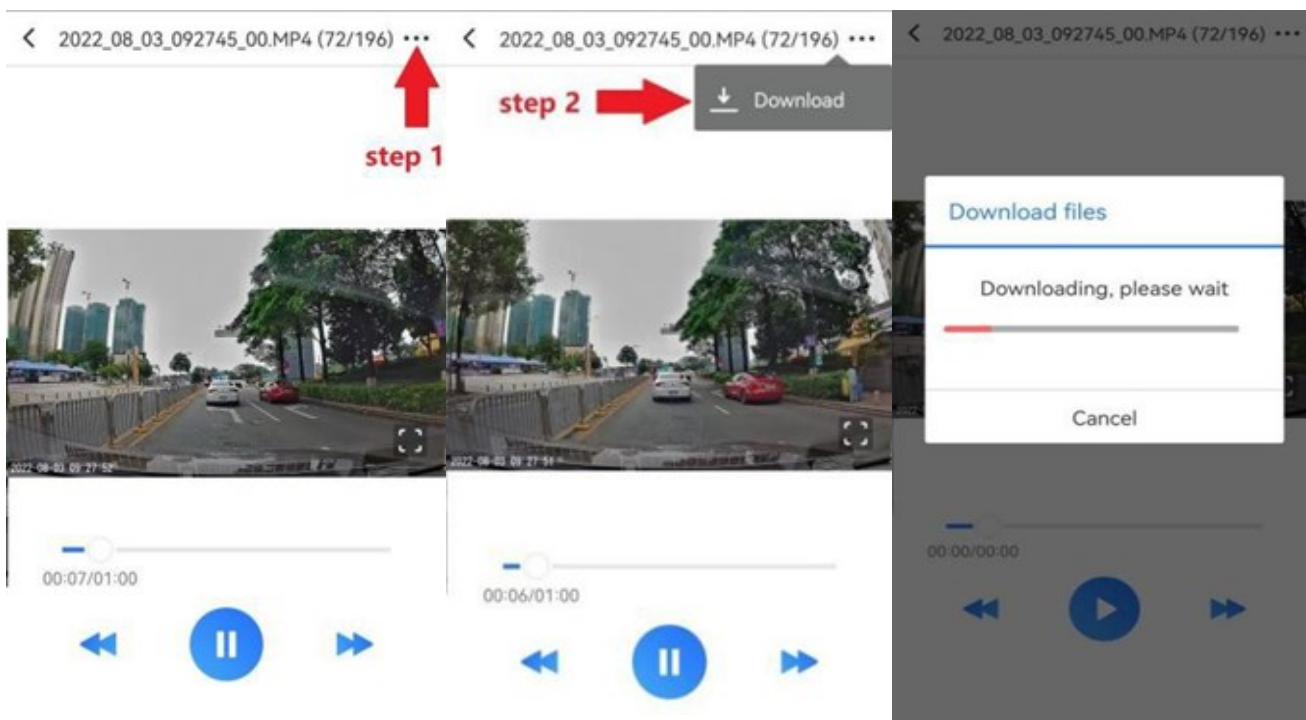 2022_08_03_092745_00.MP4 (72/196) •••
step 1
2022-08-03 09 27 52
00:07/01:00
2022_08_03_092745_00.MP4 (72/196) •••
Download
step 2
2022-08-03 09 27 51
00:06/01:00
2022_08_03_092745_00.MP4 (72/196) •••
Download files
Downloading, please wait
Cancel
2022
00:00/00:00